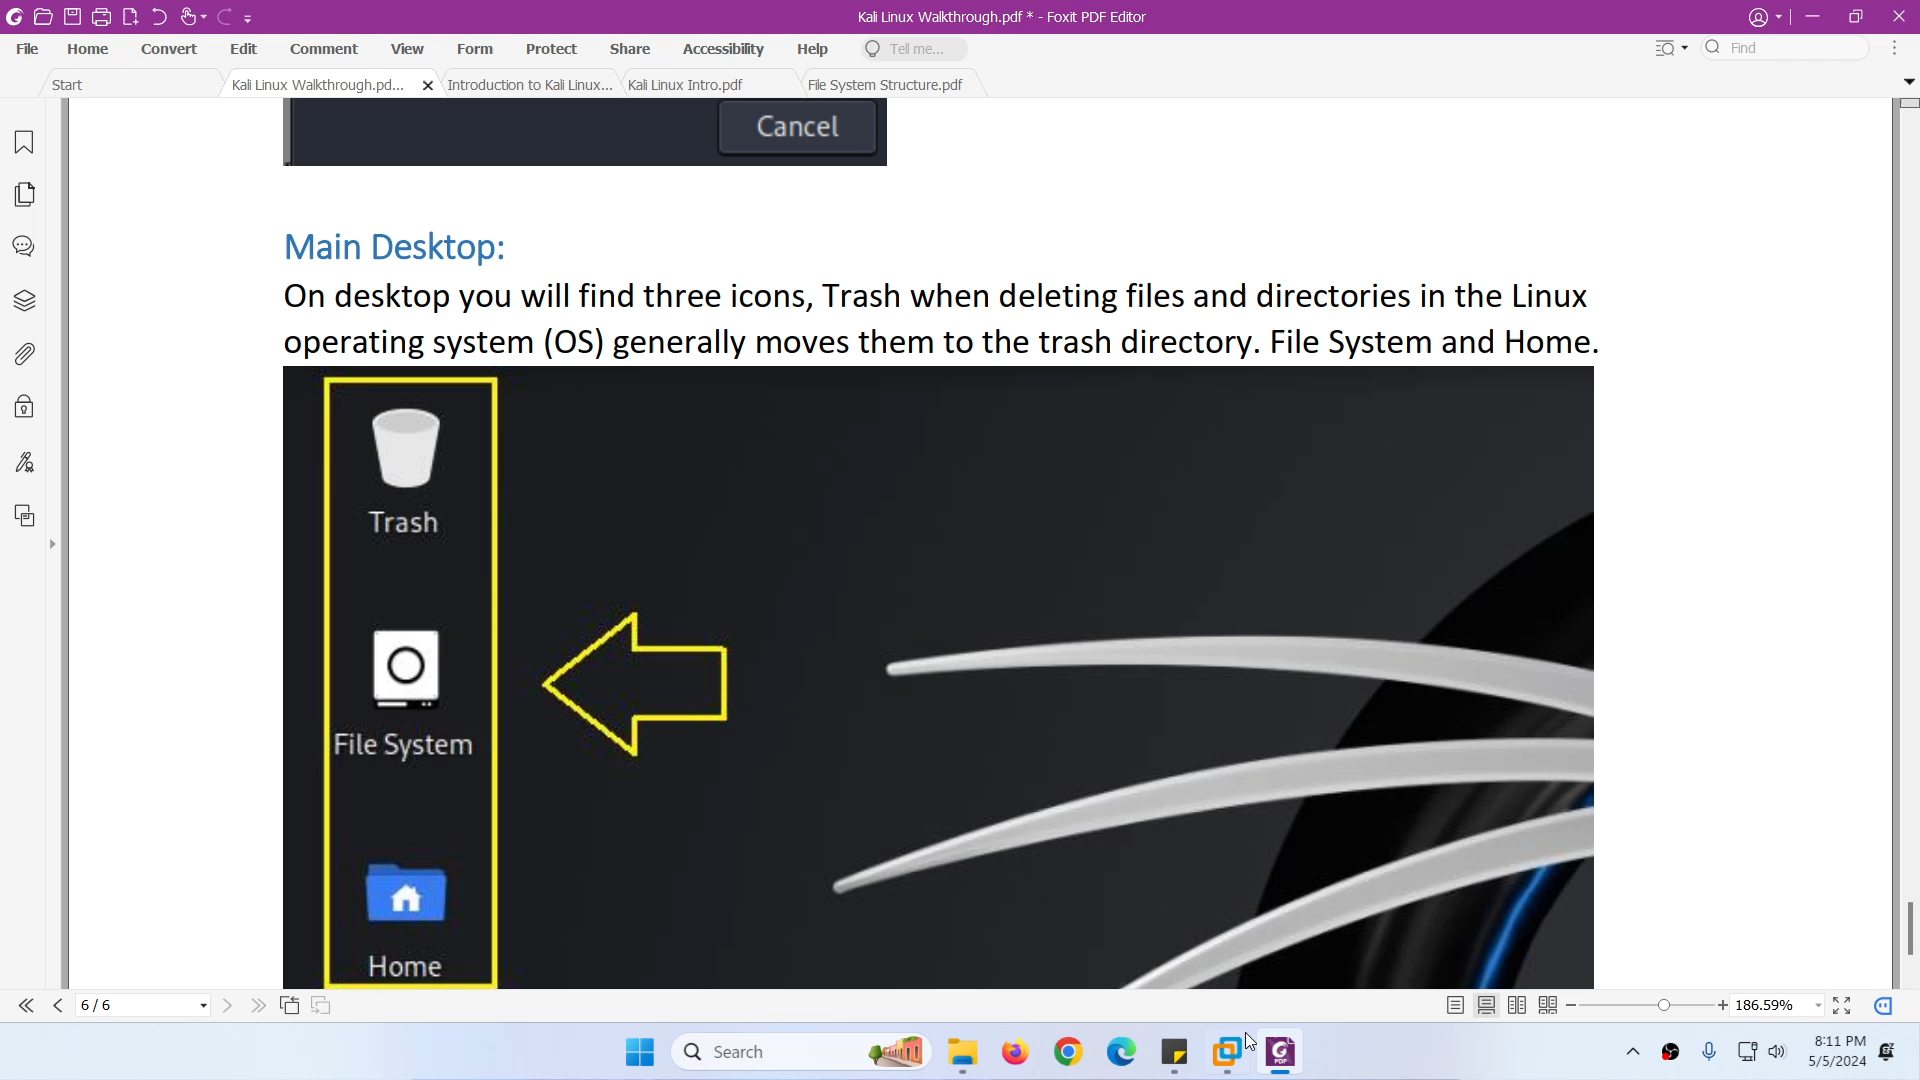 Kali Linux Walkthrough.pdf * - Foxit PDF Editor
File Home Convert Edit Comment View Form Protect Share Accessibility Help Tell me... Find
Start Kali Linux Walkthrough.pd... Introduction to Kali Linux... Kali Linux Intro.pdf File System Structure.pdf
Cancel
Main Desktop:
On desktop you will find three icons, Trash when deleting files and directories in the Linux
operating system (OS) generally moves them to the trash directory. File System and Home.
Trash
File System
Home
6 / 6 186.59%
Search
PDF
8:11 PM
5/5/2024